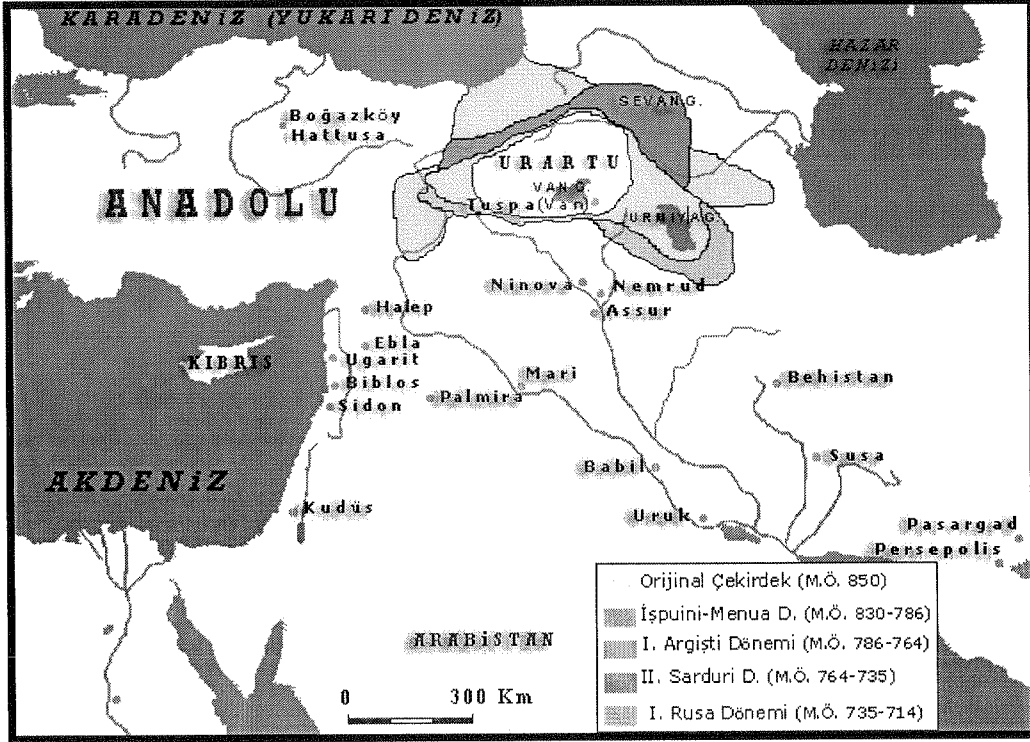 KARADENİZ (YUKARI DENİZ)
HAZAR
DENİZİ
SEVAN G.
Boğazköy
Hattusa
URARTU
VAN G.
Tuspa (Van)
URMİYA G.
ANADOLU
Ninova
Nemrud
Assur
Halep
Ebla
Ugarit
KIBRIS
Biblos
Sidon
Palmira
Mari
Behistan
Babil
Susa
AKDENİZ
Kudüs
Uruk
Pasargad
Persepolis
ARABİSTAN
0 300 Km
Orijinal Çekirdek (M.Ö. 850)
İşpuini-Menua D. (M.Ö. 830-786)
I. Argişti Dönemi (M.Ö. 786-764)
II. Sarduri D. (M.Ö. 764-735)
I. Rusa Dönemi (M.Ö. 735-714)